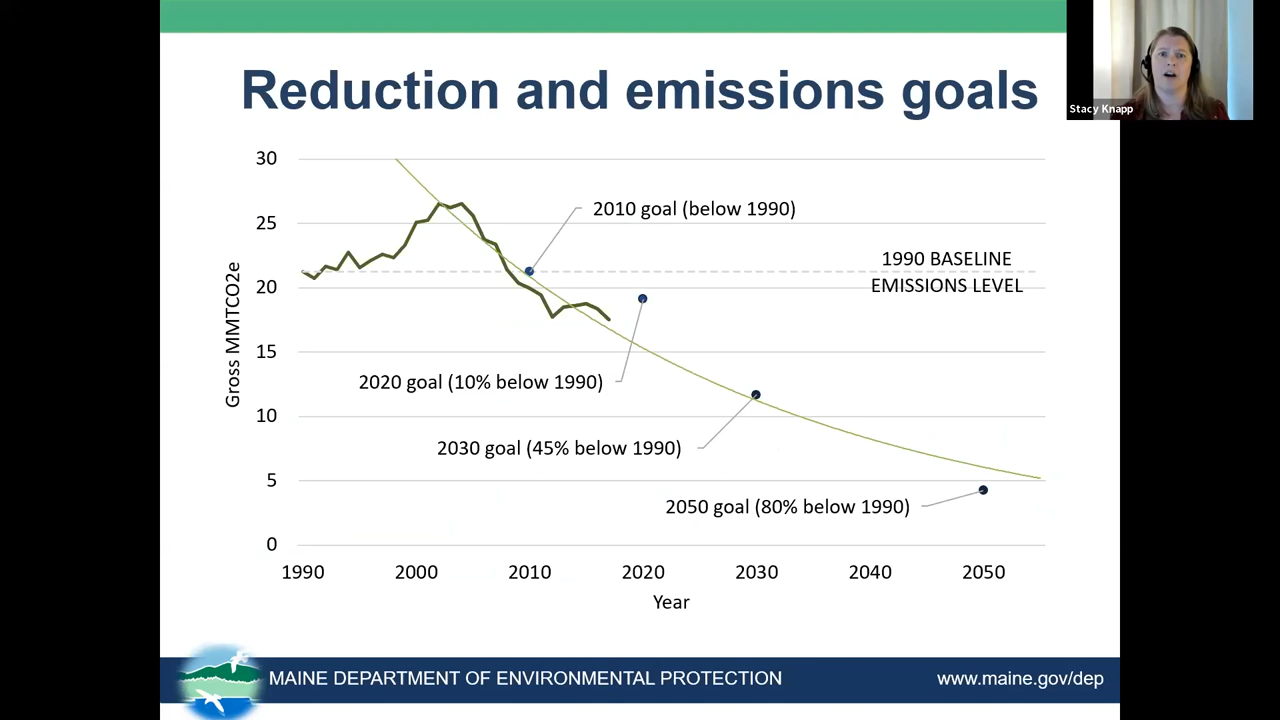 Reduction and emissions goals
Stacy Knapp
30
25
20
15
10
5
0
Gross MMTCO2e
2010 goal (below 1990)
1990 BASELINE
EMISSIONS LEVEL
2020 goal (10% below 1990)
2030 goal (45% below 1990)
2050 goal (80% below 1990)
1990 2000 2010 2020 2030 2040 2050
Year
MAINE DEPARTMENT OF ENVIRONMENTAL PROTECTION www.maine.gov/dep